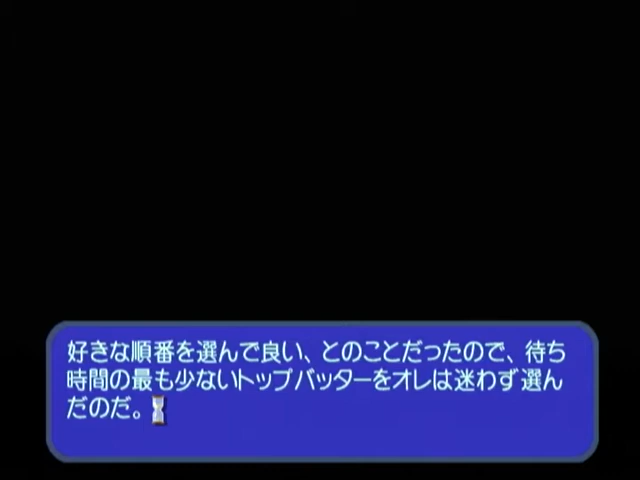 好きな順番を選んで良い、とのことだったので、待ち
時間の最も少ないトップバッターをオレは迷わず選ん
だのだ。